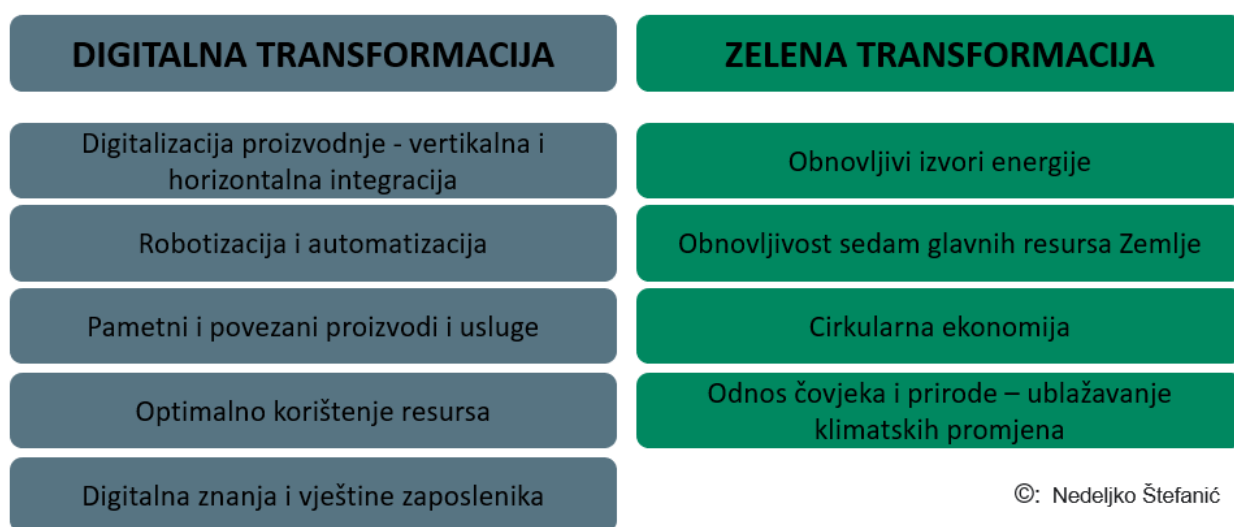 DIGITALNA TRANSFORMACIJA
Digitalizacija proizvodnje - vertikalna i
horizontalna integracija
Robotizacija i automatizacija
Pametni i povezani proizvodi i usluge
Optimalno korištenje resursa
Digitalna znanja i vještine zaposlenika
ZELENA TRANSFORMACIJA
Obnovljivi izvori energije
Obnovljivost sedam glavnih resursa Zemlje
Cirkularna ekonomija
Odnos čovjeka i prirode – ublažavanje
klimatskih promjena
©: Nedeljko Štefanić